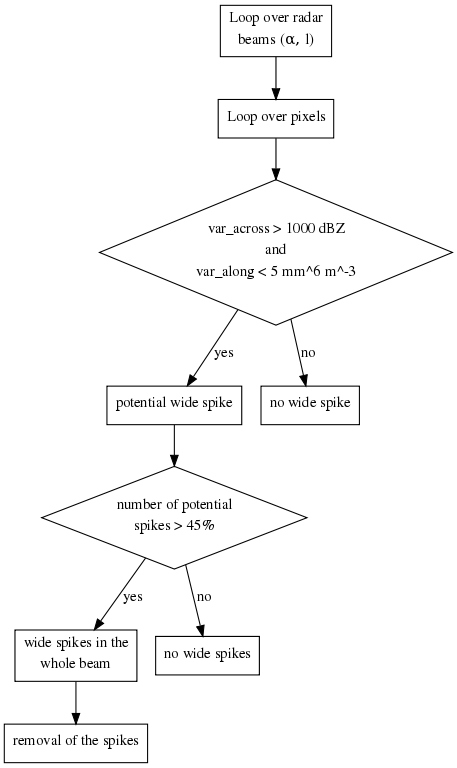 Loop over radar
beams (α, l)
Loop over pixels
var_across > 1000 dBZ
and
var_along < 5 mm^6 m^-3
yes
no
potential wide spike
no wide spike
number of potential
spikes > 45%
yes
no
wide spikes in the
whole beam
no wide spikes
removal of the spikes